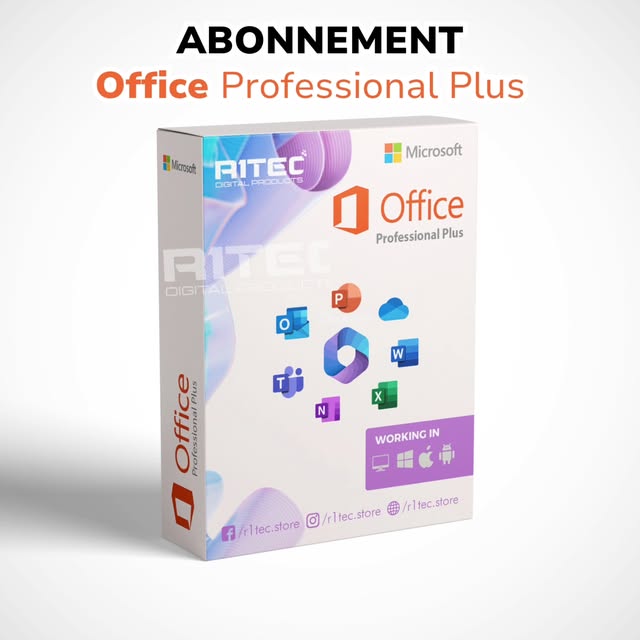 ABONNEMENT
Office Professional Plus
Microsoft
R1TEC
DIGITAL PRODUCTS
Microsoft
Office
Professional Plus
R1TEC
DIGITAL PRODUCTS
P
O
W
T
X
N
Office
Professional Plus
WORKING IN
/r1tec.store /r1tec.store /r1tec.store